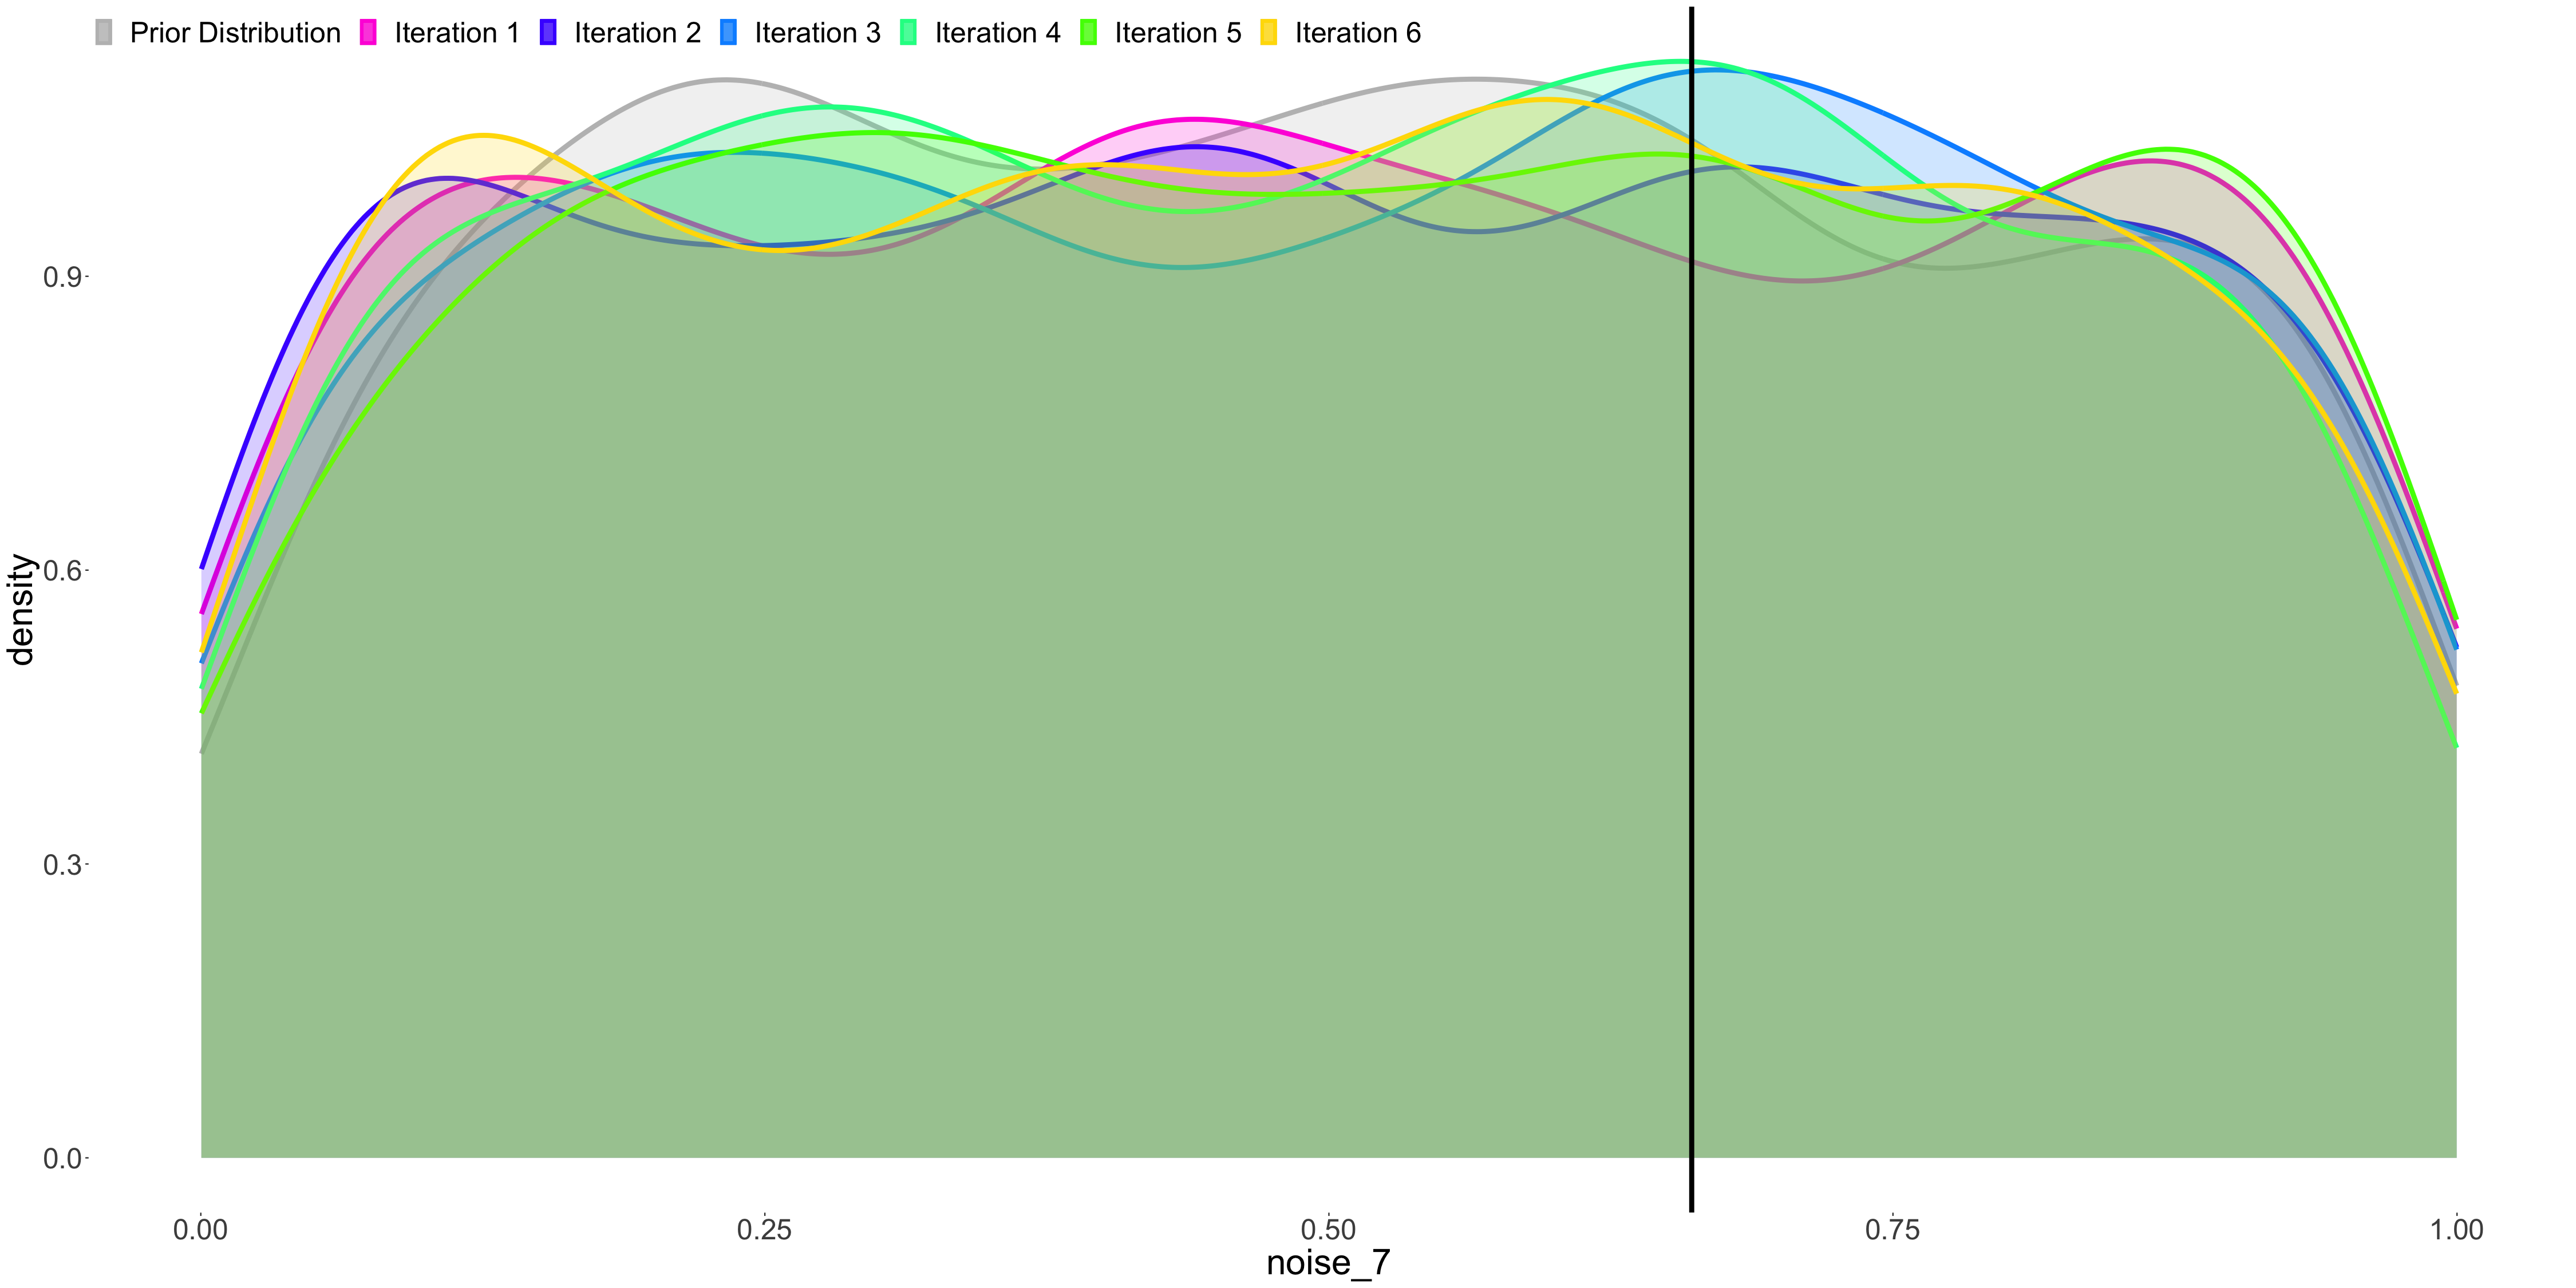 Prior Distribution Iteration 1 Iteration 2 Iteration 3 Iteration 4 Iteration 5 Iteration 6
density
0.9
0.6
0.3
0.0
0.00 0.25 0.50 0.75 1.00
noise_7